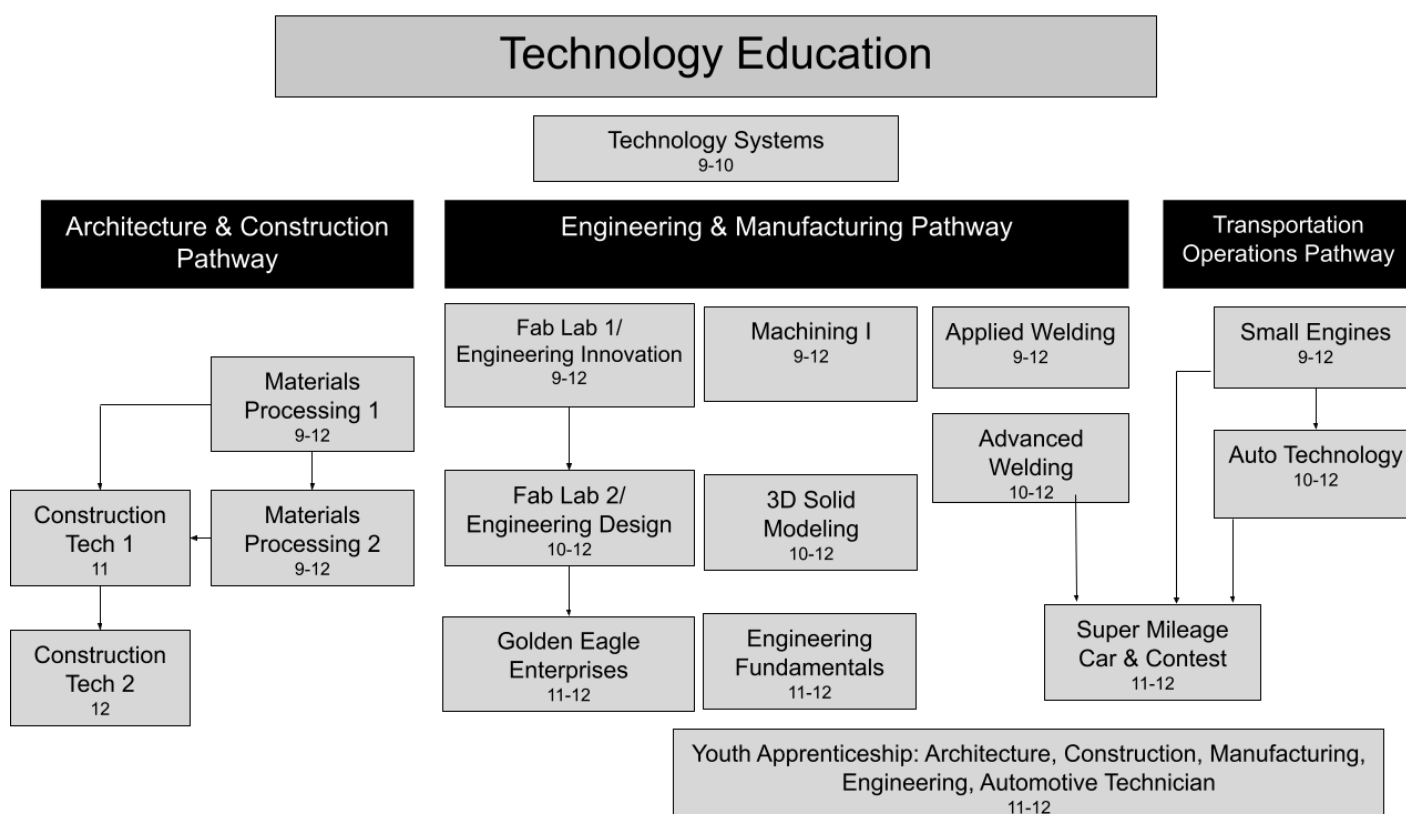 Technology Education
Technology Systems
9-10
Architecture & Construction
Pathway
Engineering & Manufacturing Pathway
Transportation
Operations Pathway
Materials
Processing 1
9-12
Construction
Tech 1
11
Materials
Processing 2
9-12
Construction
Tech 2
12
Fab Lab 1/
Engineering Innovation
9-12
Machining I
9-12
Applied Welding
9-12
Fab Lab 2/
Engineering Design
10-12
3D Solid
Modeling
10-12
Advanced
Welding
10-12
Golden Eagle
Enterprises
11-12
Engineering
Fundamentals
11-12
Small Engines
9-12
Auto Technology
10-12
Super Mileage
Car & Contest
11-12
Youth Apprenticeship: Architecture, Construction, Manufacturing,
Engineering, Automotive Technician
11-12